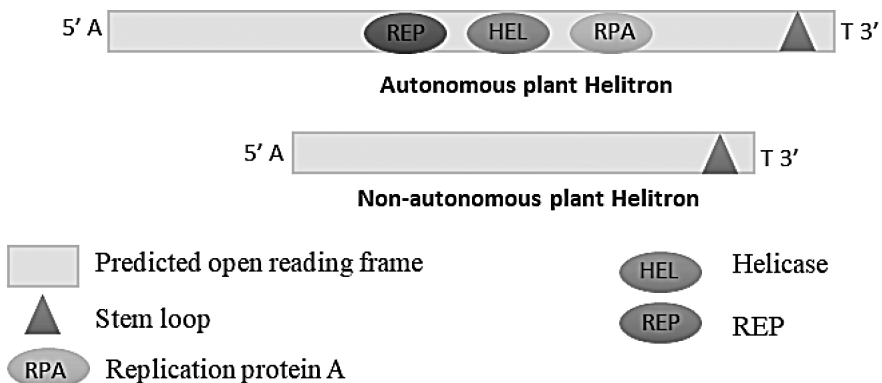 5’ A REP HEL RPA T 3’
Autonomous plant Helitron
5’ A T 3’
Non-autonomous plant Helitron
Predicted open reading frame
HEL Helicase
Stem loop
REP REP
RPA Replication protein A